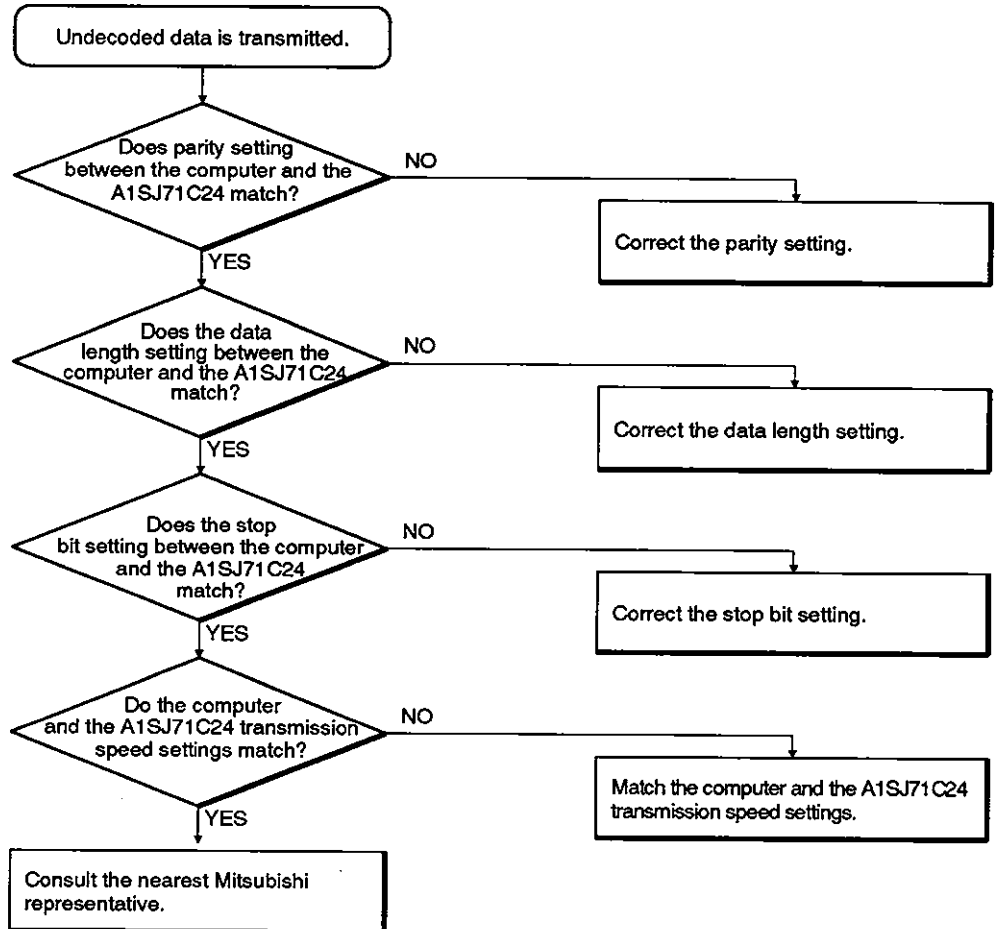 Undecoded data is transmitted.
Does parity setting
between the computer and the
A1SJ71C24 match?
NO
Correct the parity setting.
YES
Does the data
length setting between the
computer and the A1SJ71C24
match?
NO
Correct the data length setting.
YES
Does the stop
bit setting between the computer
and the A1SJ71C24
match?
NO
Correct the stop bit setting.
YES
Do the computer
and the A1SJ71C24 transmission
speed settings match?
NO
Match the computer and the A1SJ71C24
transmission speed settings.
YES
Consult the nearest Mitsubishi
representative.